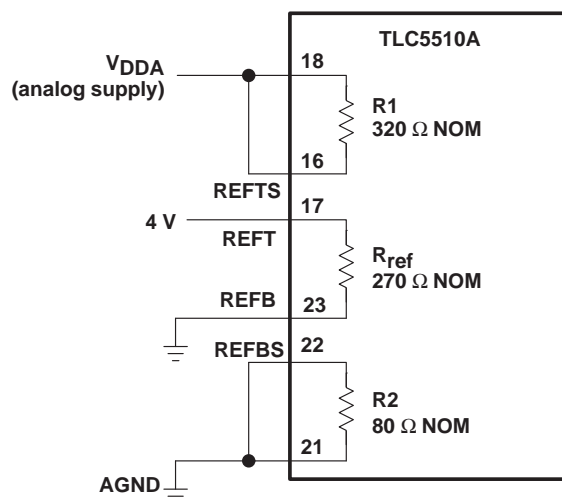 TLC5510A
VDDA
(analog supply)
18
R1
320 Ω NOM
16
REFTS
17
4 V
REFT
Rref
270 Ω NOM
REFB
23
REFBS
22
R2
80 Ω NOM
21
AGND